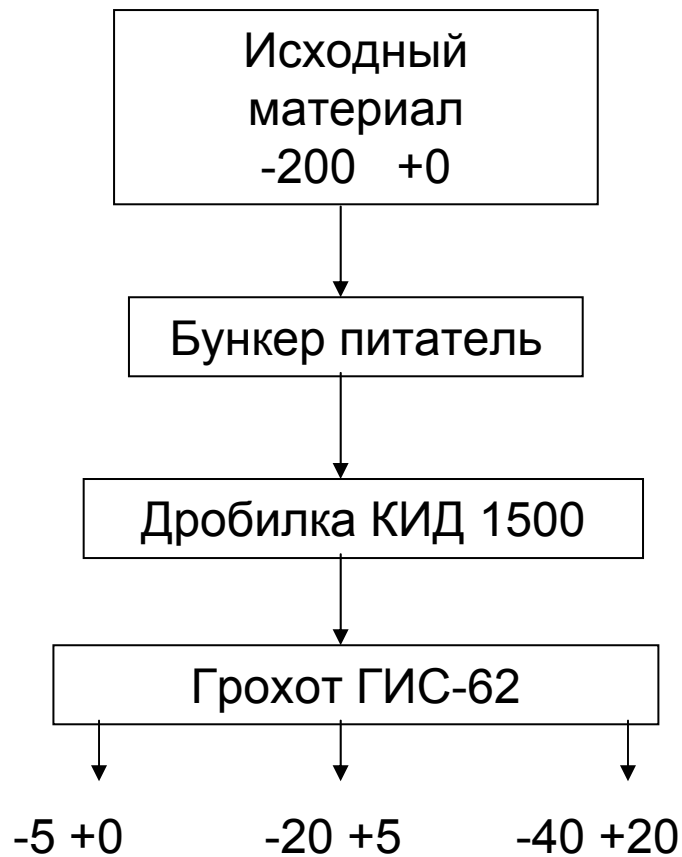 Исходный
материал
-200 +0
Бункер питатель
Дробилка КИД 1500
Грохот ГИС-62
-5 +0 -20 +5 -40 +20